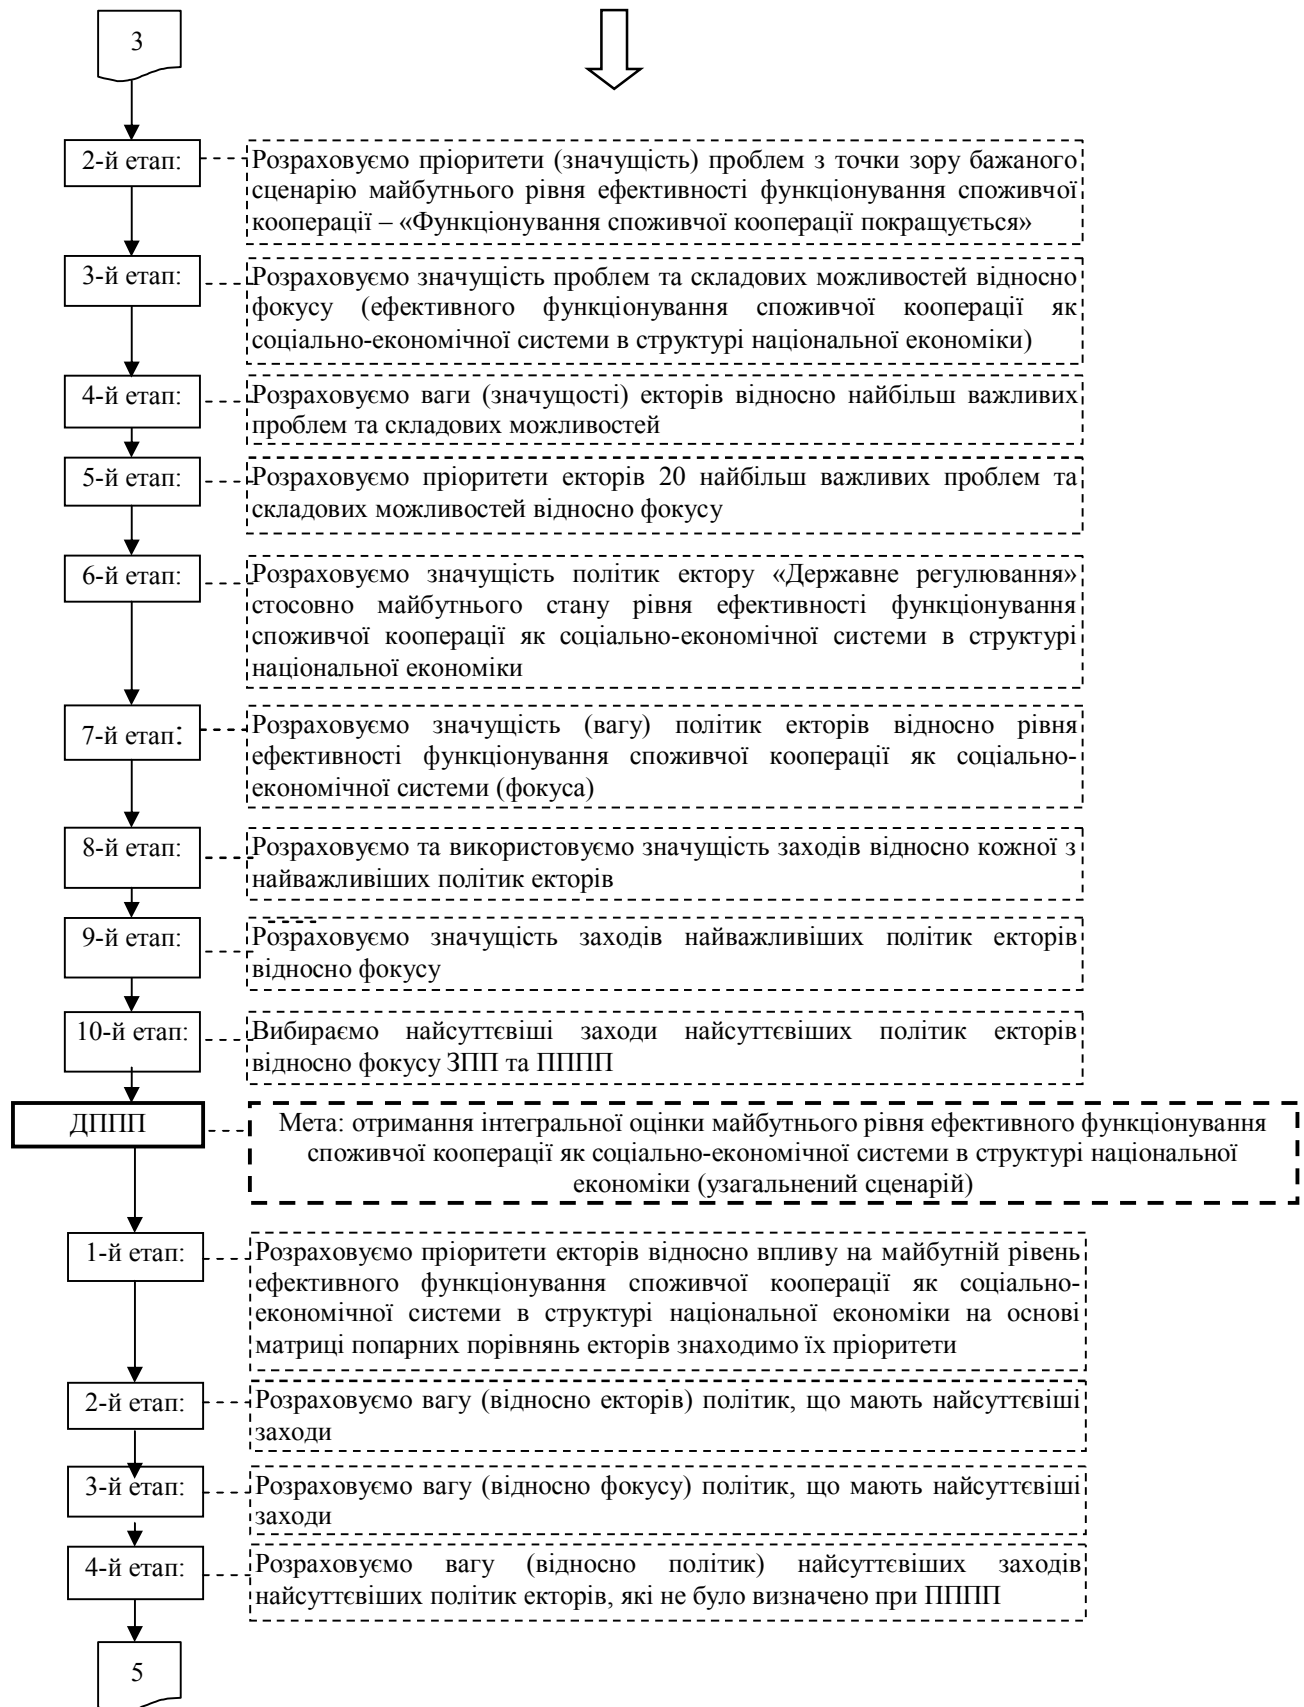 3
2-й етап:
Розраховуємо пріоритети (значущість) проблем з точки зору бажаного
сценарію майбутнього рівня ефективності функціонування споживчої
кооперації – «Функціонування споживчої кооперації покращується»
3-й етап:
Розраховуємо значущість проблем та складових можливостей відносно
фокусу (ефективного функціонування споживчої кооперації як
соціально-економічної системи в структурі національної економіки)
4-й етап:
Розраховуємо ваги (значущості) екторів відносно найбільш важливих
проблем та складових можливостей
5-й етап:
Розраховуємо пріоритети екторів 20 найбільш важливих проблем та
складових можливостей відносно фокусу
6-й етап:
Розраховуємо значущість політик ектору «Державне регулювання»
стосовно майбутнього стану рівня ефективності функціонування
споживчої кооперації як соціально-економічної системи в структурі
національної економіки
7-й етап:
Розраховуємо значущість (вагу) політик екторів відносно рівня
ефективності функціонування споживчої кооперації як соціально-
економічної системи (фокуса)
8-й етап:
Розраховуємо та використовуємо значущість заходів відносно кожної з
найважливіших політик екторів
9-й етап:
Розраховуємо значущість заходів найважливіших політик екторів
відносно фокусу
10-й етап:
Вибираємо найсуттєвіші заходи найсуттєвіших політик екторів
відносно фокусу ЗПП та ПППП
ДППП
Мета: отримання інтегральної оцінки майбутнього рівня ефективного функціонування
споживчої кооперації як соціально-економічної системи в структурі національної
економіки (узагальнений сценарій)
1-й етап:
Розраховуємо пріоритети екторів відносно впливу на майбутній рівень
ефективного функціонування споживчої кооперації як соціально-
економічної системи в структурі національної економіки на основі
матриці попарних порівнянь екторів знаходимо їх пріоритети
2-й етап:
Розраховуємо вагу (відносно екторів) політик, що мають найсуттєвіші
заходи
3-й етап:
Розраховуємо вагу (відносно фокусу) політик, що мають найсуттєвіші
заходи
4-й етап:
Розраховуємо вагу (відносно політик) найсуттєвіших заходів
найсуттєвіших політик екторів, які не було визначено при ПППП
5